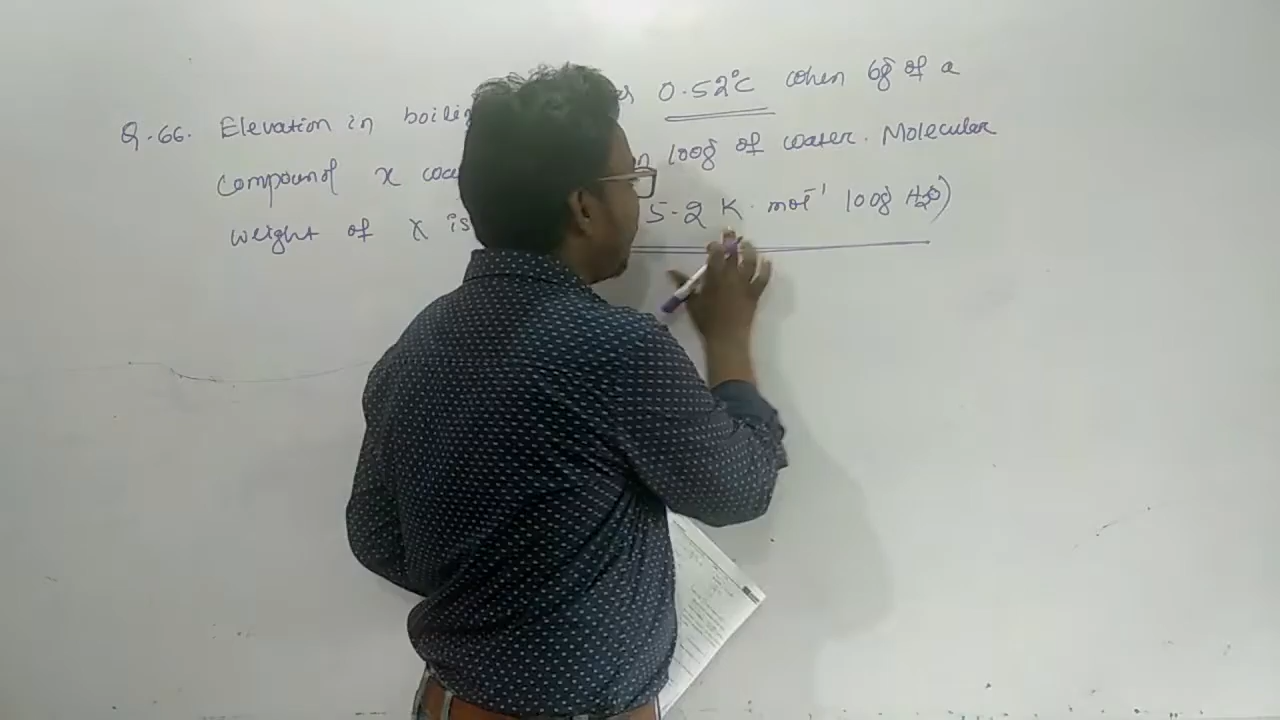 Q.66. Elevation in boili 0.52°C when 6g of a
compound x 100g of water. Molecular
weight of X is 5.2 K. mol⁻¹ 100g H₂O)